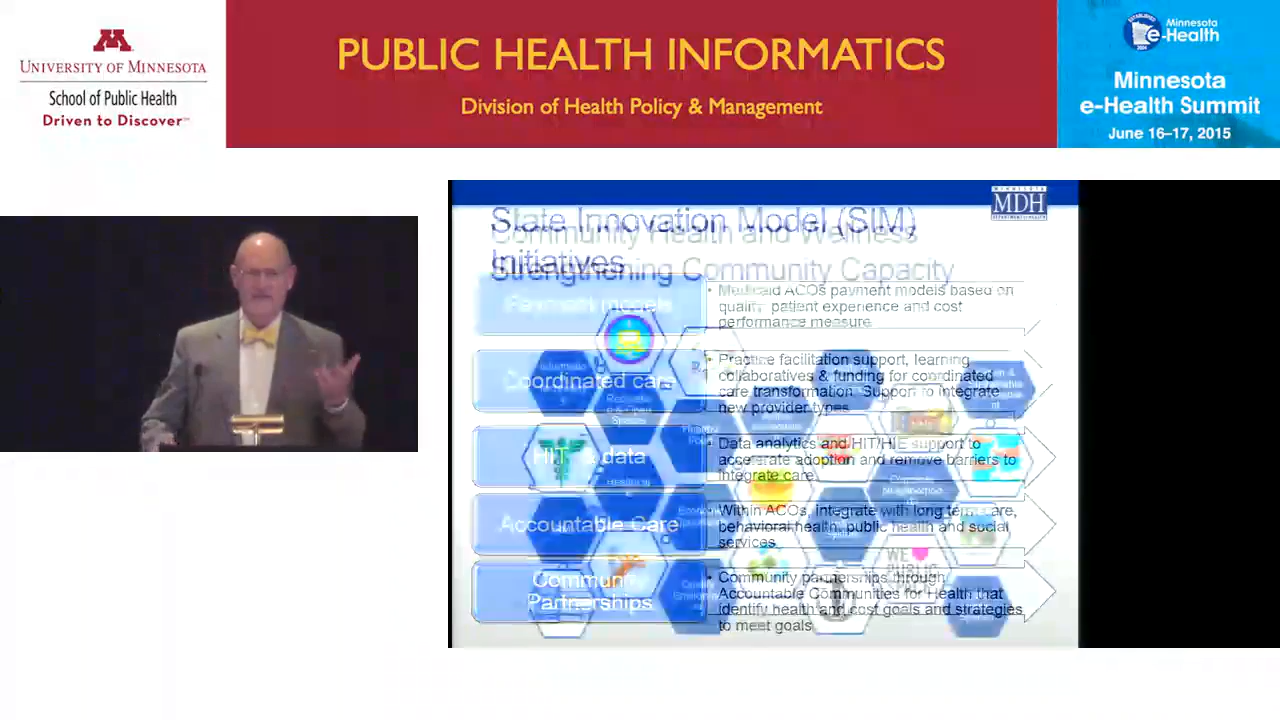 UNIVERSITY OF MINNESOTA
School of Public Health
Driven to Discover℠
PUBLIC HEALTH INFORMATICS
Division of Health Policy & Management
ESTABLISHED
2004
Minnesota
e-Health
Minnesota
e-Health Summit
June 16–17, 2015
MDH
State Innovation Model (SIM)
Initiatives
Community Health and Wellness
Strengthening Community Capacity
Payment models
• Medicaid ACOs payment models based on
quality, patient experience and cost
performance measure
Coordinated care
• Practice facilitation support, learning
collaboratives & funding for coordinated
care transformation. Support to integrate
new provider types
HIT & data
Data analytics and HIT/HIE support to
accelerate adoption and remove barriers to
integrate care
Accountable Care
Within ACOs, integrate with long term care,
behavioral health, public health and social
services
Community
Partnerships
• Community partnerships through
Accountable Communities for Health that
identify health and cost goals and strategies
to meet goals
WE
PUBLIC